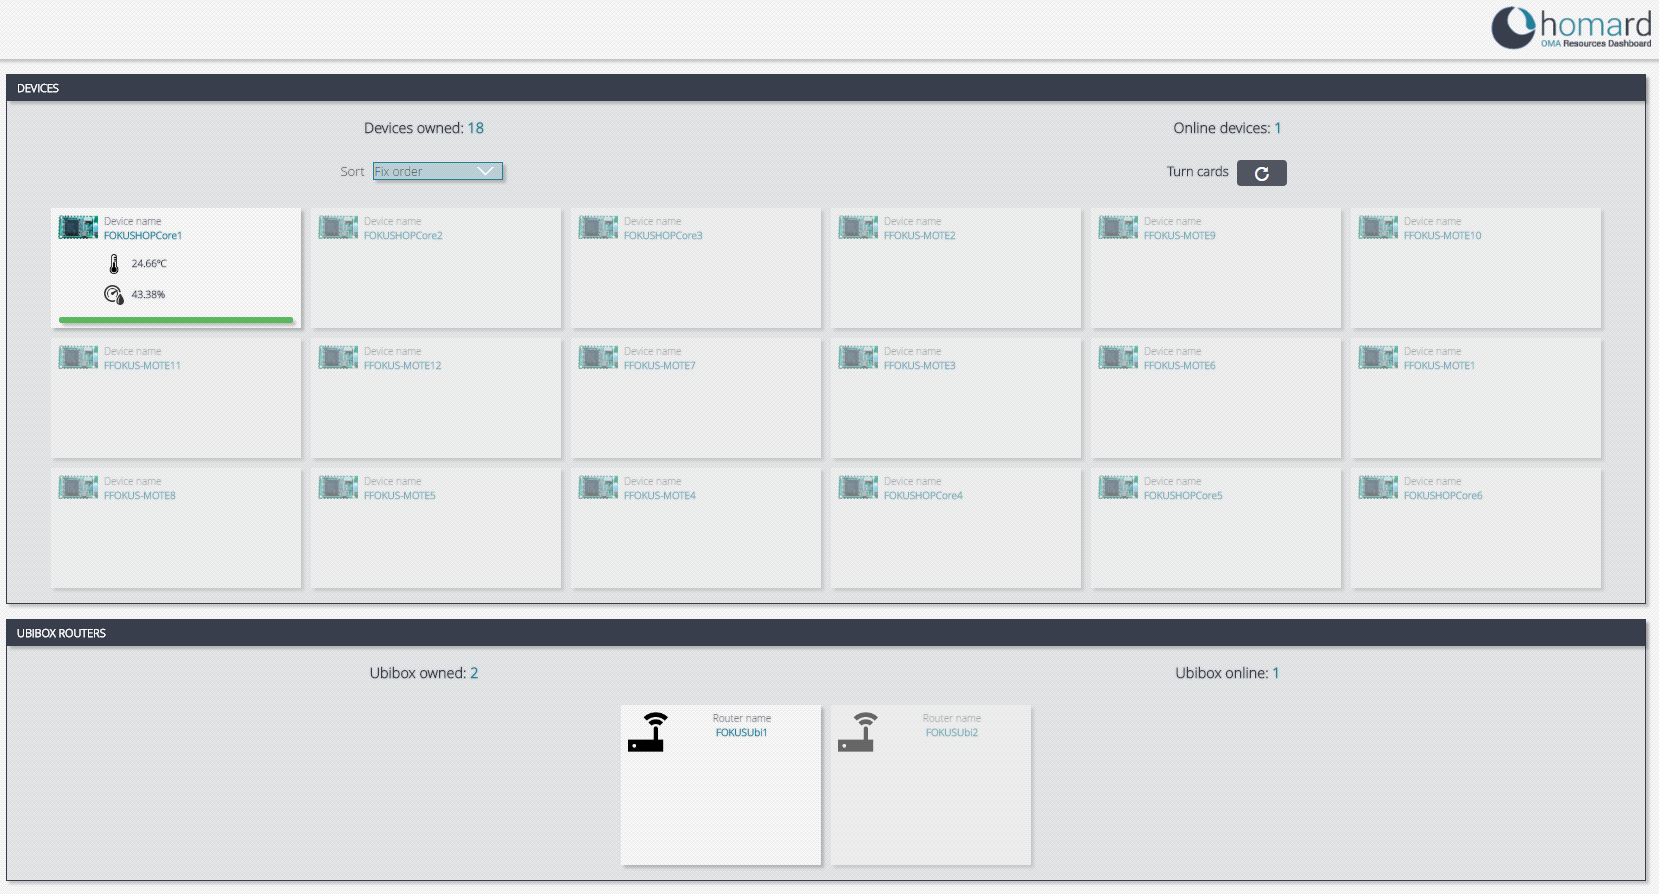 homard
OMA Resources Dashboard
DEVICES
Devices owned: 18
Online devices: 1
Sort Fix order
Turn cards
Device name
FOKUSHOPCore1
24.66°C
43.38%
Device name
FOKUSHOPCore2
Device name
FOKUSHOPCore3
Device name
FFOKUS-MOTE2
Device name
FFOKUS-MOTE9
Device name
FFOKUS-MOTE10
Device name
FFOKUS-MOTE11
Device name
FFOKUS-MOTE12
Device name
FFOKUS-MOTE7
Device name
FFOKUS-MOTE3
Device name
FFOKUS-MOTE6
Device name
FFOKUS-MOTE1
Device name
FFOKUS-MOTE8
Device name
FFOKUS-MOTE5
Device name
FFOKUS-MOTE4
Device name
FOKUSHOPCore4
Device name
FOKUSHOPCore5
Device name
FOKUSHOPCore6
UBIBOX ROUTERS
Ubibox owned: 2
Ubibox online: 1
Router name
FOKUSUbi1
Router name
FOKUSUbi2